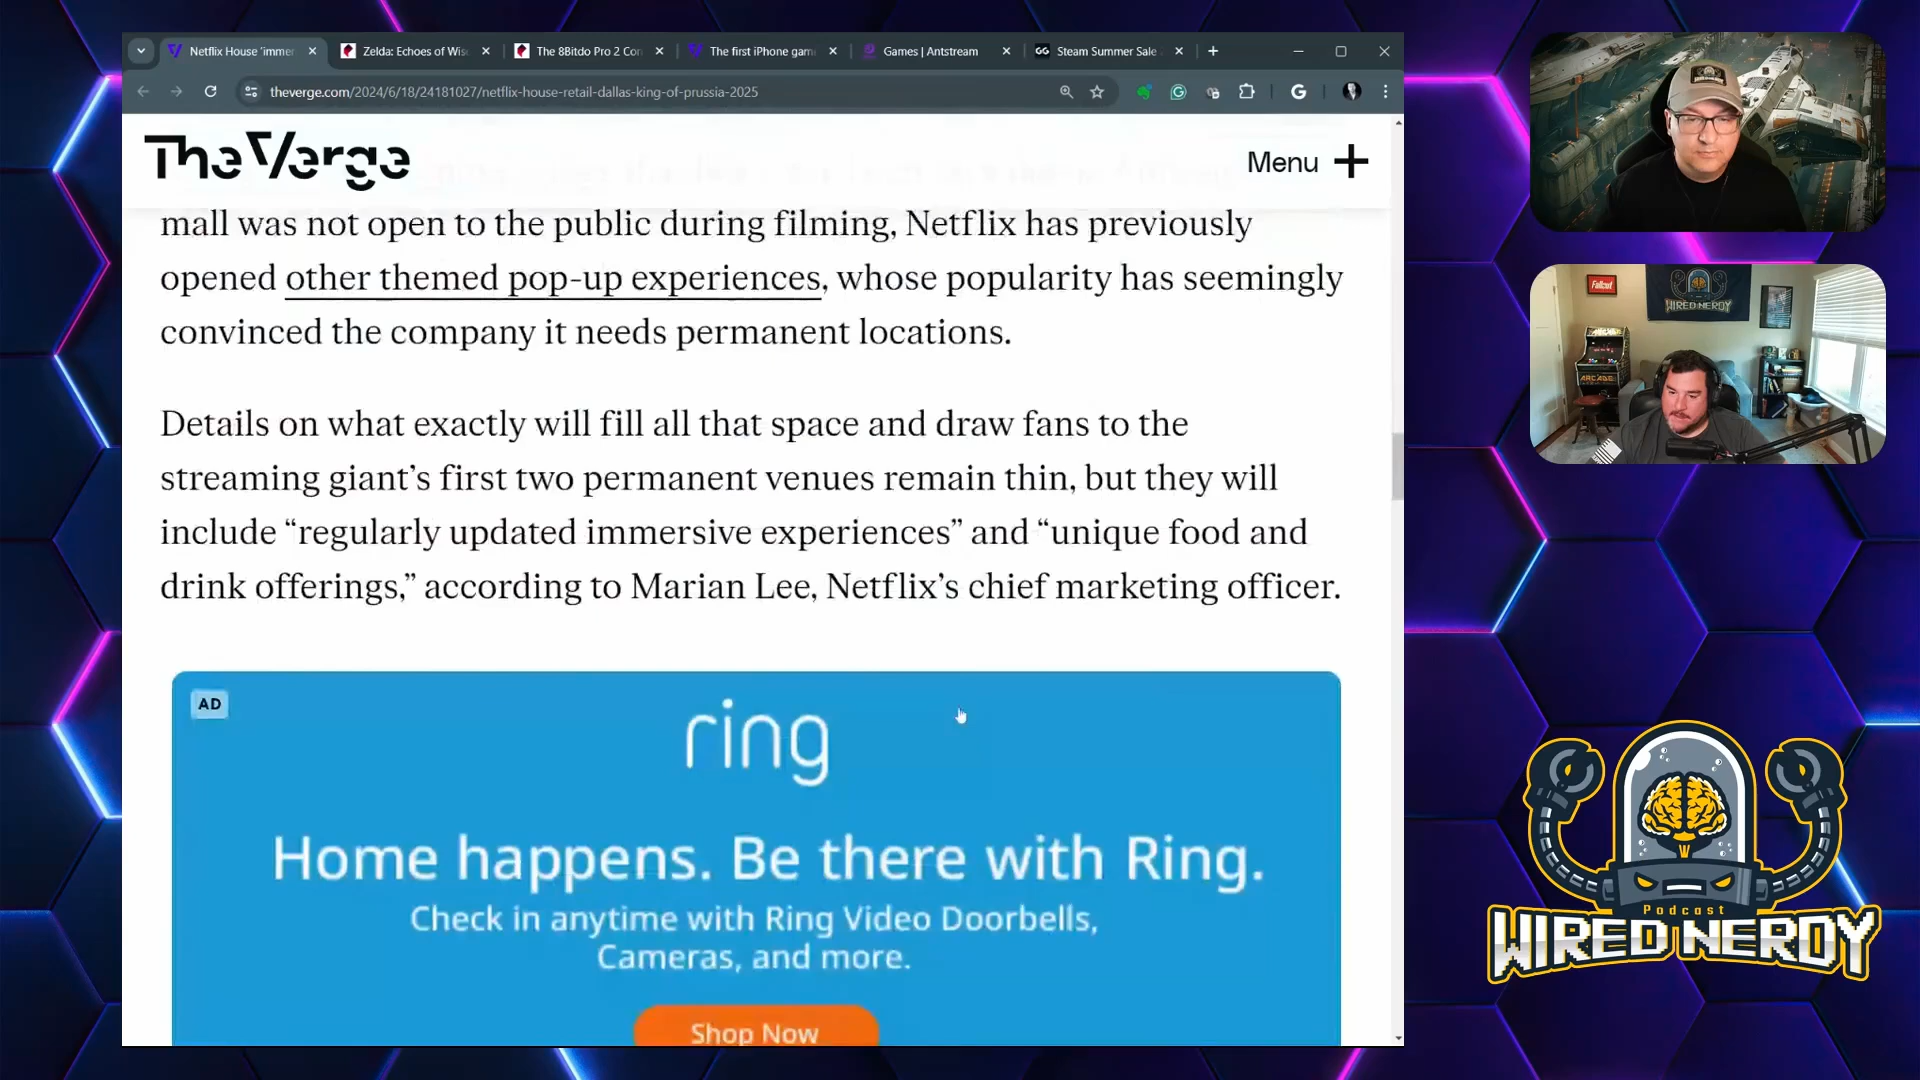 Netflix House 'immer
Zelda: Echoes of Wis
The 8Bitdo Pro 2 Con
The first iPhone gam
Games | Antstream
GG
Steam Summer Sale
theverge.com/2024/6/18/24181027/netflix-house-retail-dallas-king-of-prussia-2025
The Verge
Menu
mall was not open to the public during filming, Netflix has previously
opened other themed pop-up experiences, whose popularity has seemingly
convinced the company it needs permanent locations.
Details on what exactly will fill all that space and draw fans to the
streaming giant’s first two permanent venues remain thin, but they will
include “regularly updated immersive experiences” and “unique food and
drink offerings,” according to Marian Lee, Netflix’s chief marketing officer.
AD
ring
Home happens. Be there with Ring.
Check in anytime with Ring Video Doorbells,
Cameras, and more.
Shop Now
Fallout
WIRED NERDY
ARCADE
Podcast
WIRED NERDY